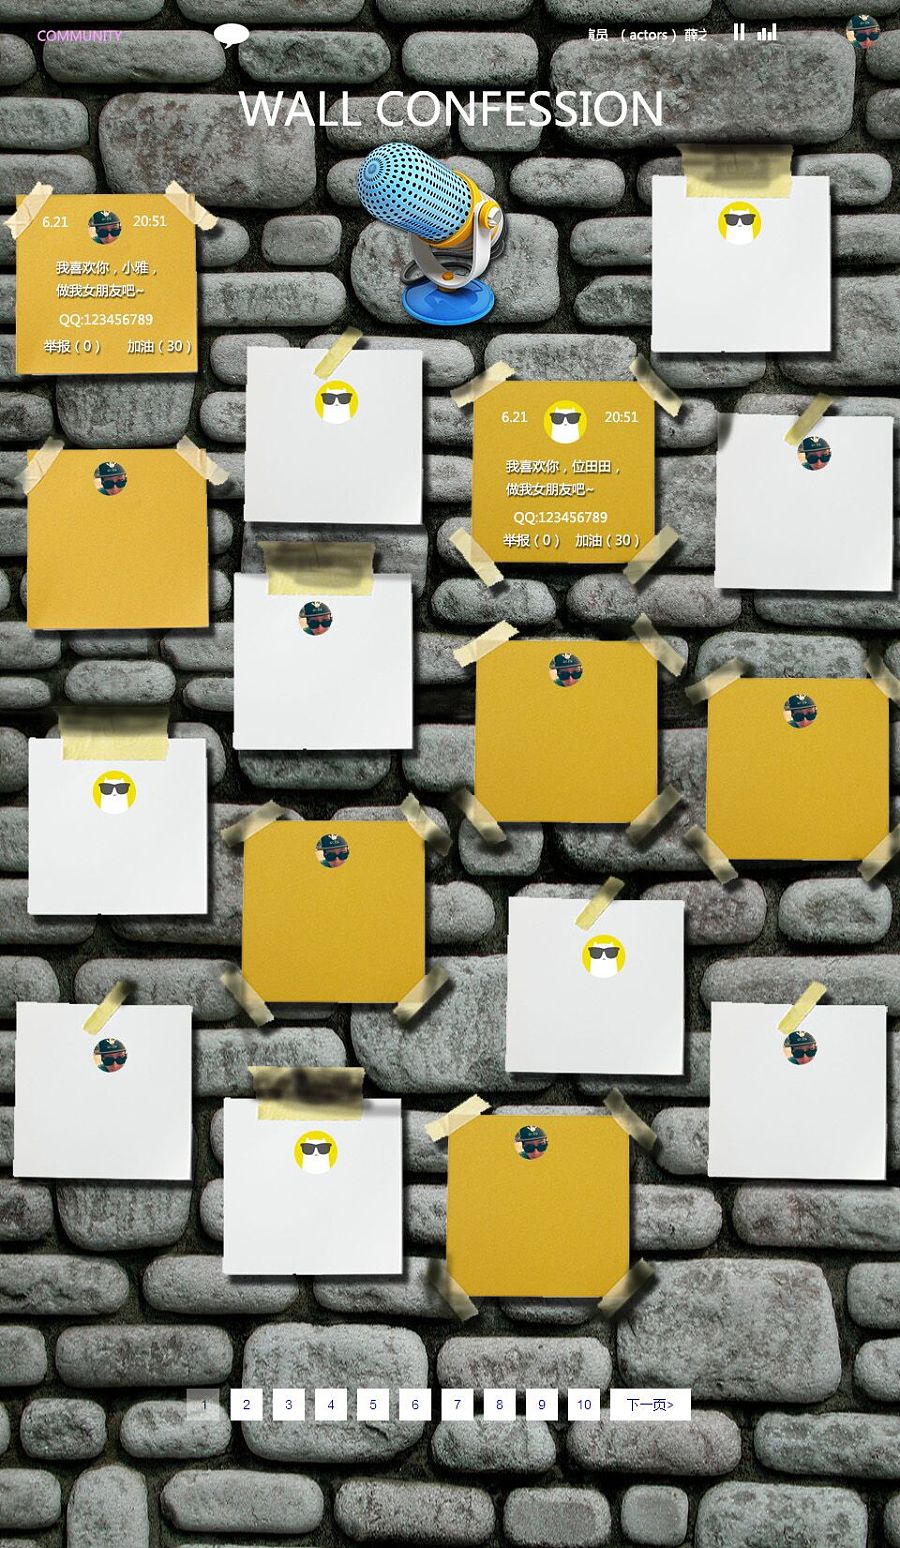 COMMUNITY
员 （actors）薛之
WALL CONFESSION
6.21 20:51
我喜欢你，小雅，
做我女朋友吧~
QQ:123456789
举报（0） 加油（30）
6.21 20:51
我喜欢你，位田田，
做我女朋友吧~
QQ:123456789
举报（0） 加油（30）
1 2 3 4 5 6 7 8 9 10 下一页>